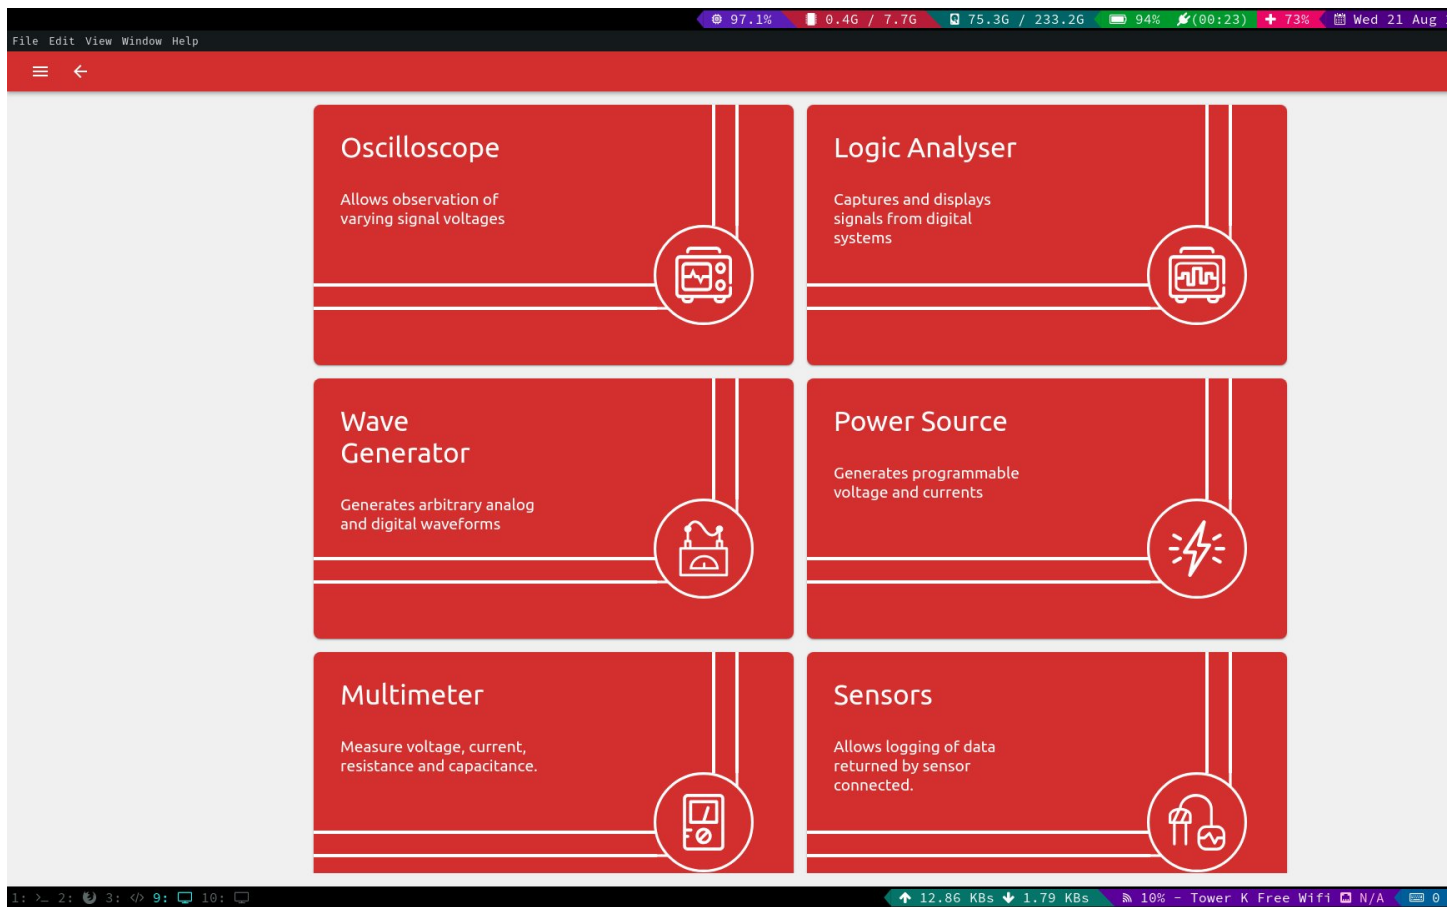 97.1% 0.4G / 7.7G 75.3G / 233.2G 94% (00:23) 73% Wed 21 Aug
File Edit View Window Help
Oscilloscope
Allows observation of
varying signal voltages
Logic Analyser
Captures and displays
signals from digital
systems
Wave
Generator
Generates arbitrary analog
and digital waveforms
Power Source
Generates programmable
voltage and currents
Multimeter
Measure voltage, current,
resistance and capacitance.
Sensors
Allows logging of data
returned by sensor
connected.
1: >_ 2: 3: </> 9: 10: 12.86 KBs 1.79 KBs 10% - Tower K Free Wifi N/A 0